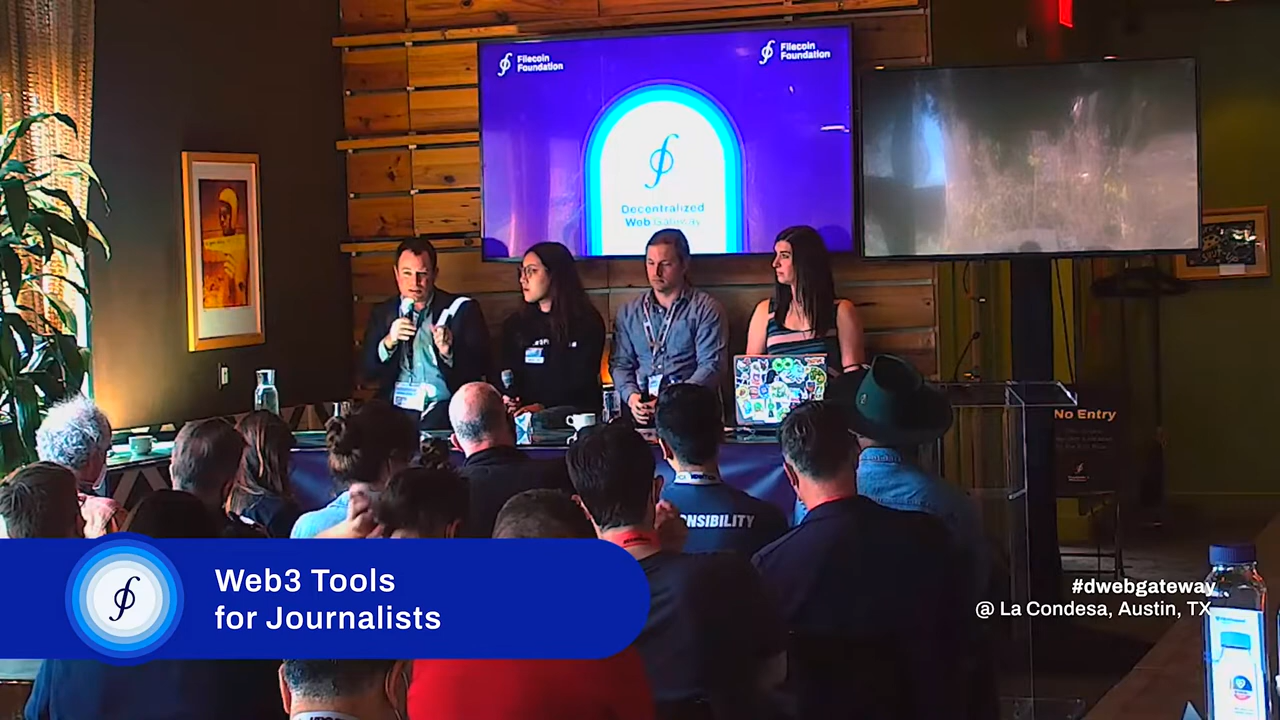 Filecoin
Foundation
Filecoin
Foundation
Decentralized
Web Gateway
No Entry
NSIBILITY
Web3 Tools
for Journalists
#dwebgateway
@ La Condesa, Austin, TX